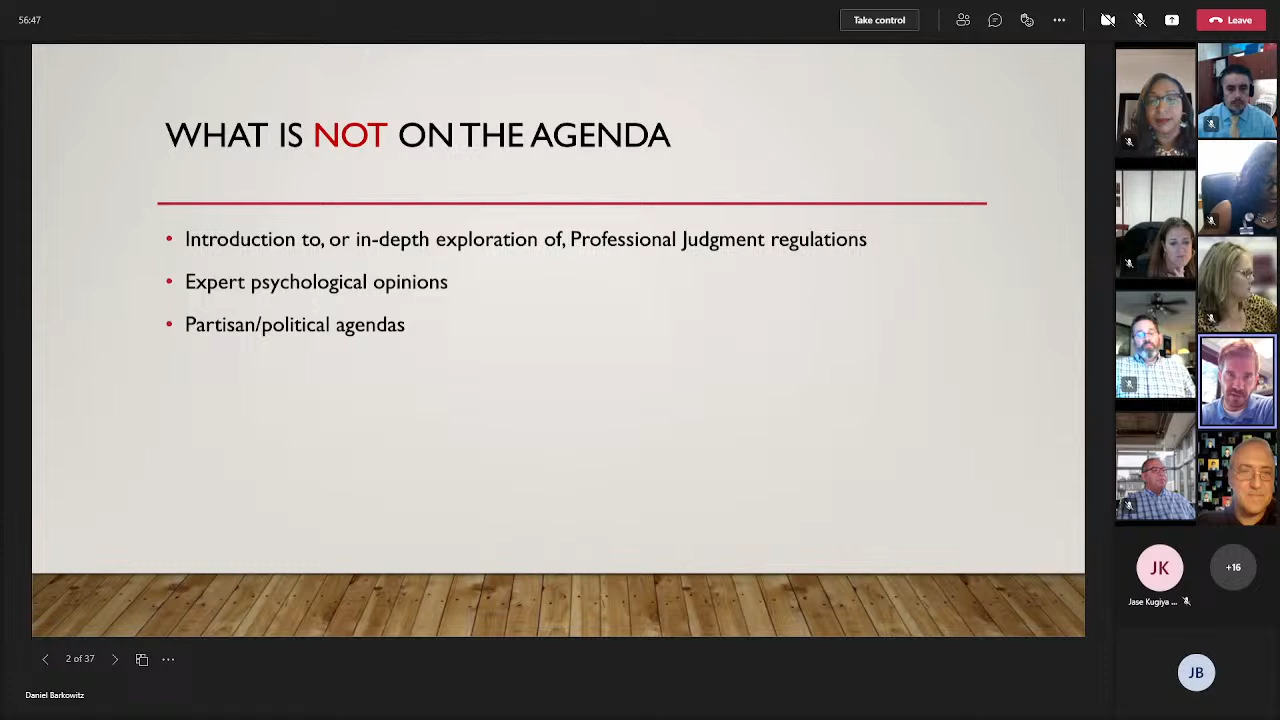 56:47
Take control
Leave
WHAT IS NOT ON THE AGENDA
• Introduction to, or in-depth exploration of, Professional Judgment regulations
• Expert psychological opinions
• Partisan/political agendas
JK
+16
Jase Kugiya ...
2 of 37
JB
Daniel Barkowitz